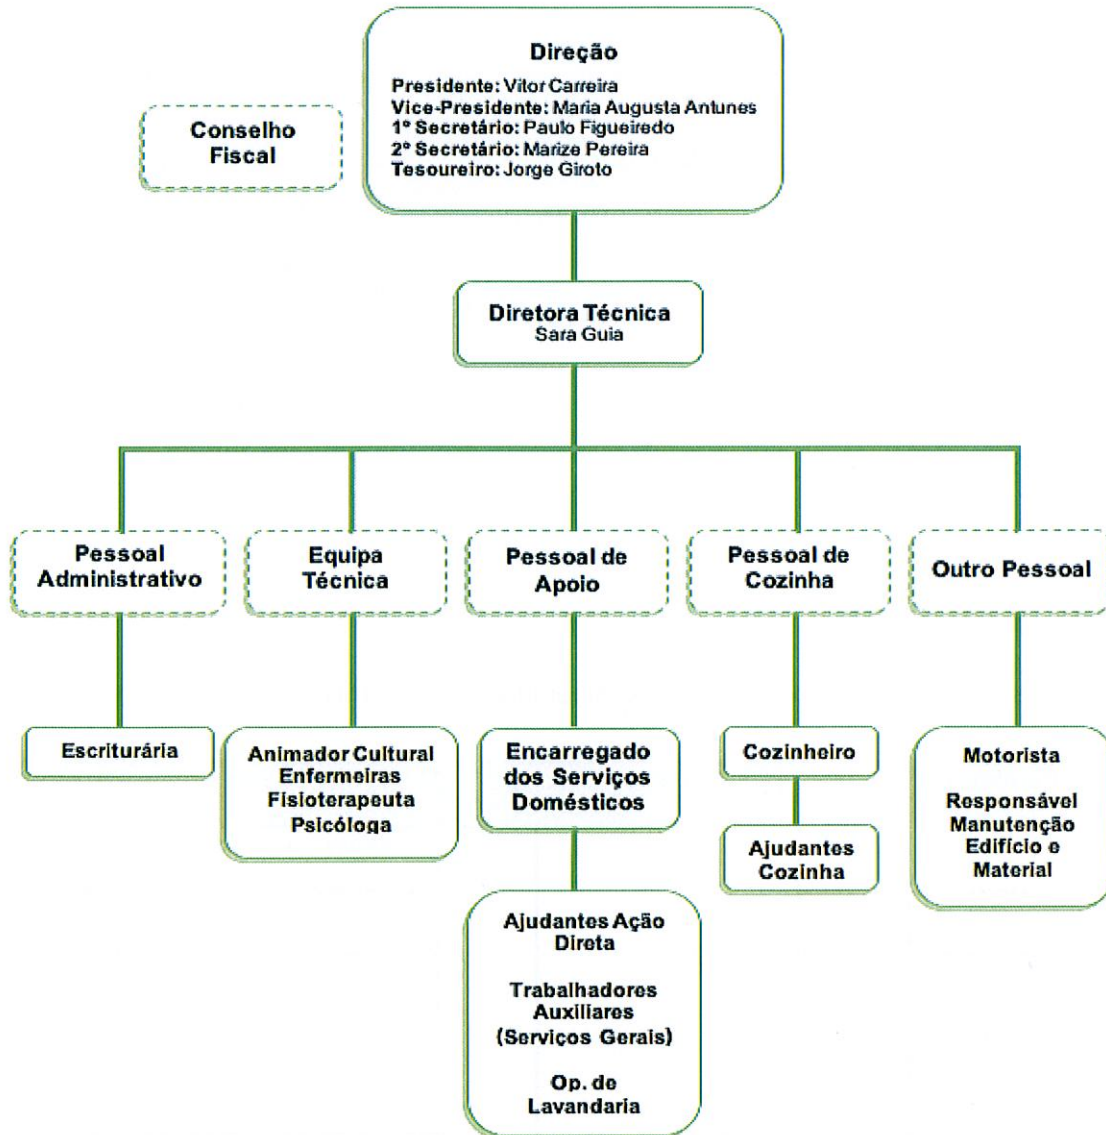 Direção
Presidente: Vitor Carreira
Vice-Presidente: Maria Augusta Antunes
1º Secretário: Paulo Figueiredo
2º Secretário: Marize Pereira
Tesoureiro: Jorge Giroto
Conselho
Fiscal
Diretora Técnica
Sara Guia
Pessoal
Administrativo
Equipa
Técnica
Pessoal de
Apoio
Pessoal de
Cozinha
Outro Pessoal
Escriturária
Animador Cultural
Enfermeiras
Fisioterapeuta
Psicóloga
Encarregado
dos Serviços
Domésticos
Cozinheiro
Ajudantes
Cozinha
Motorista
Responsável
Manutenção
Edifício e
Material
Ajudantes Ação
Direta
Trabalhadores
Auxiliares
(Serviços Gerais)
Op. de
Lavandaria